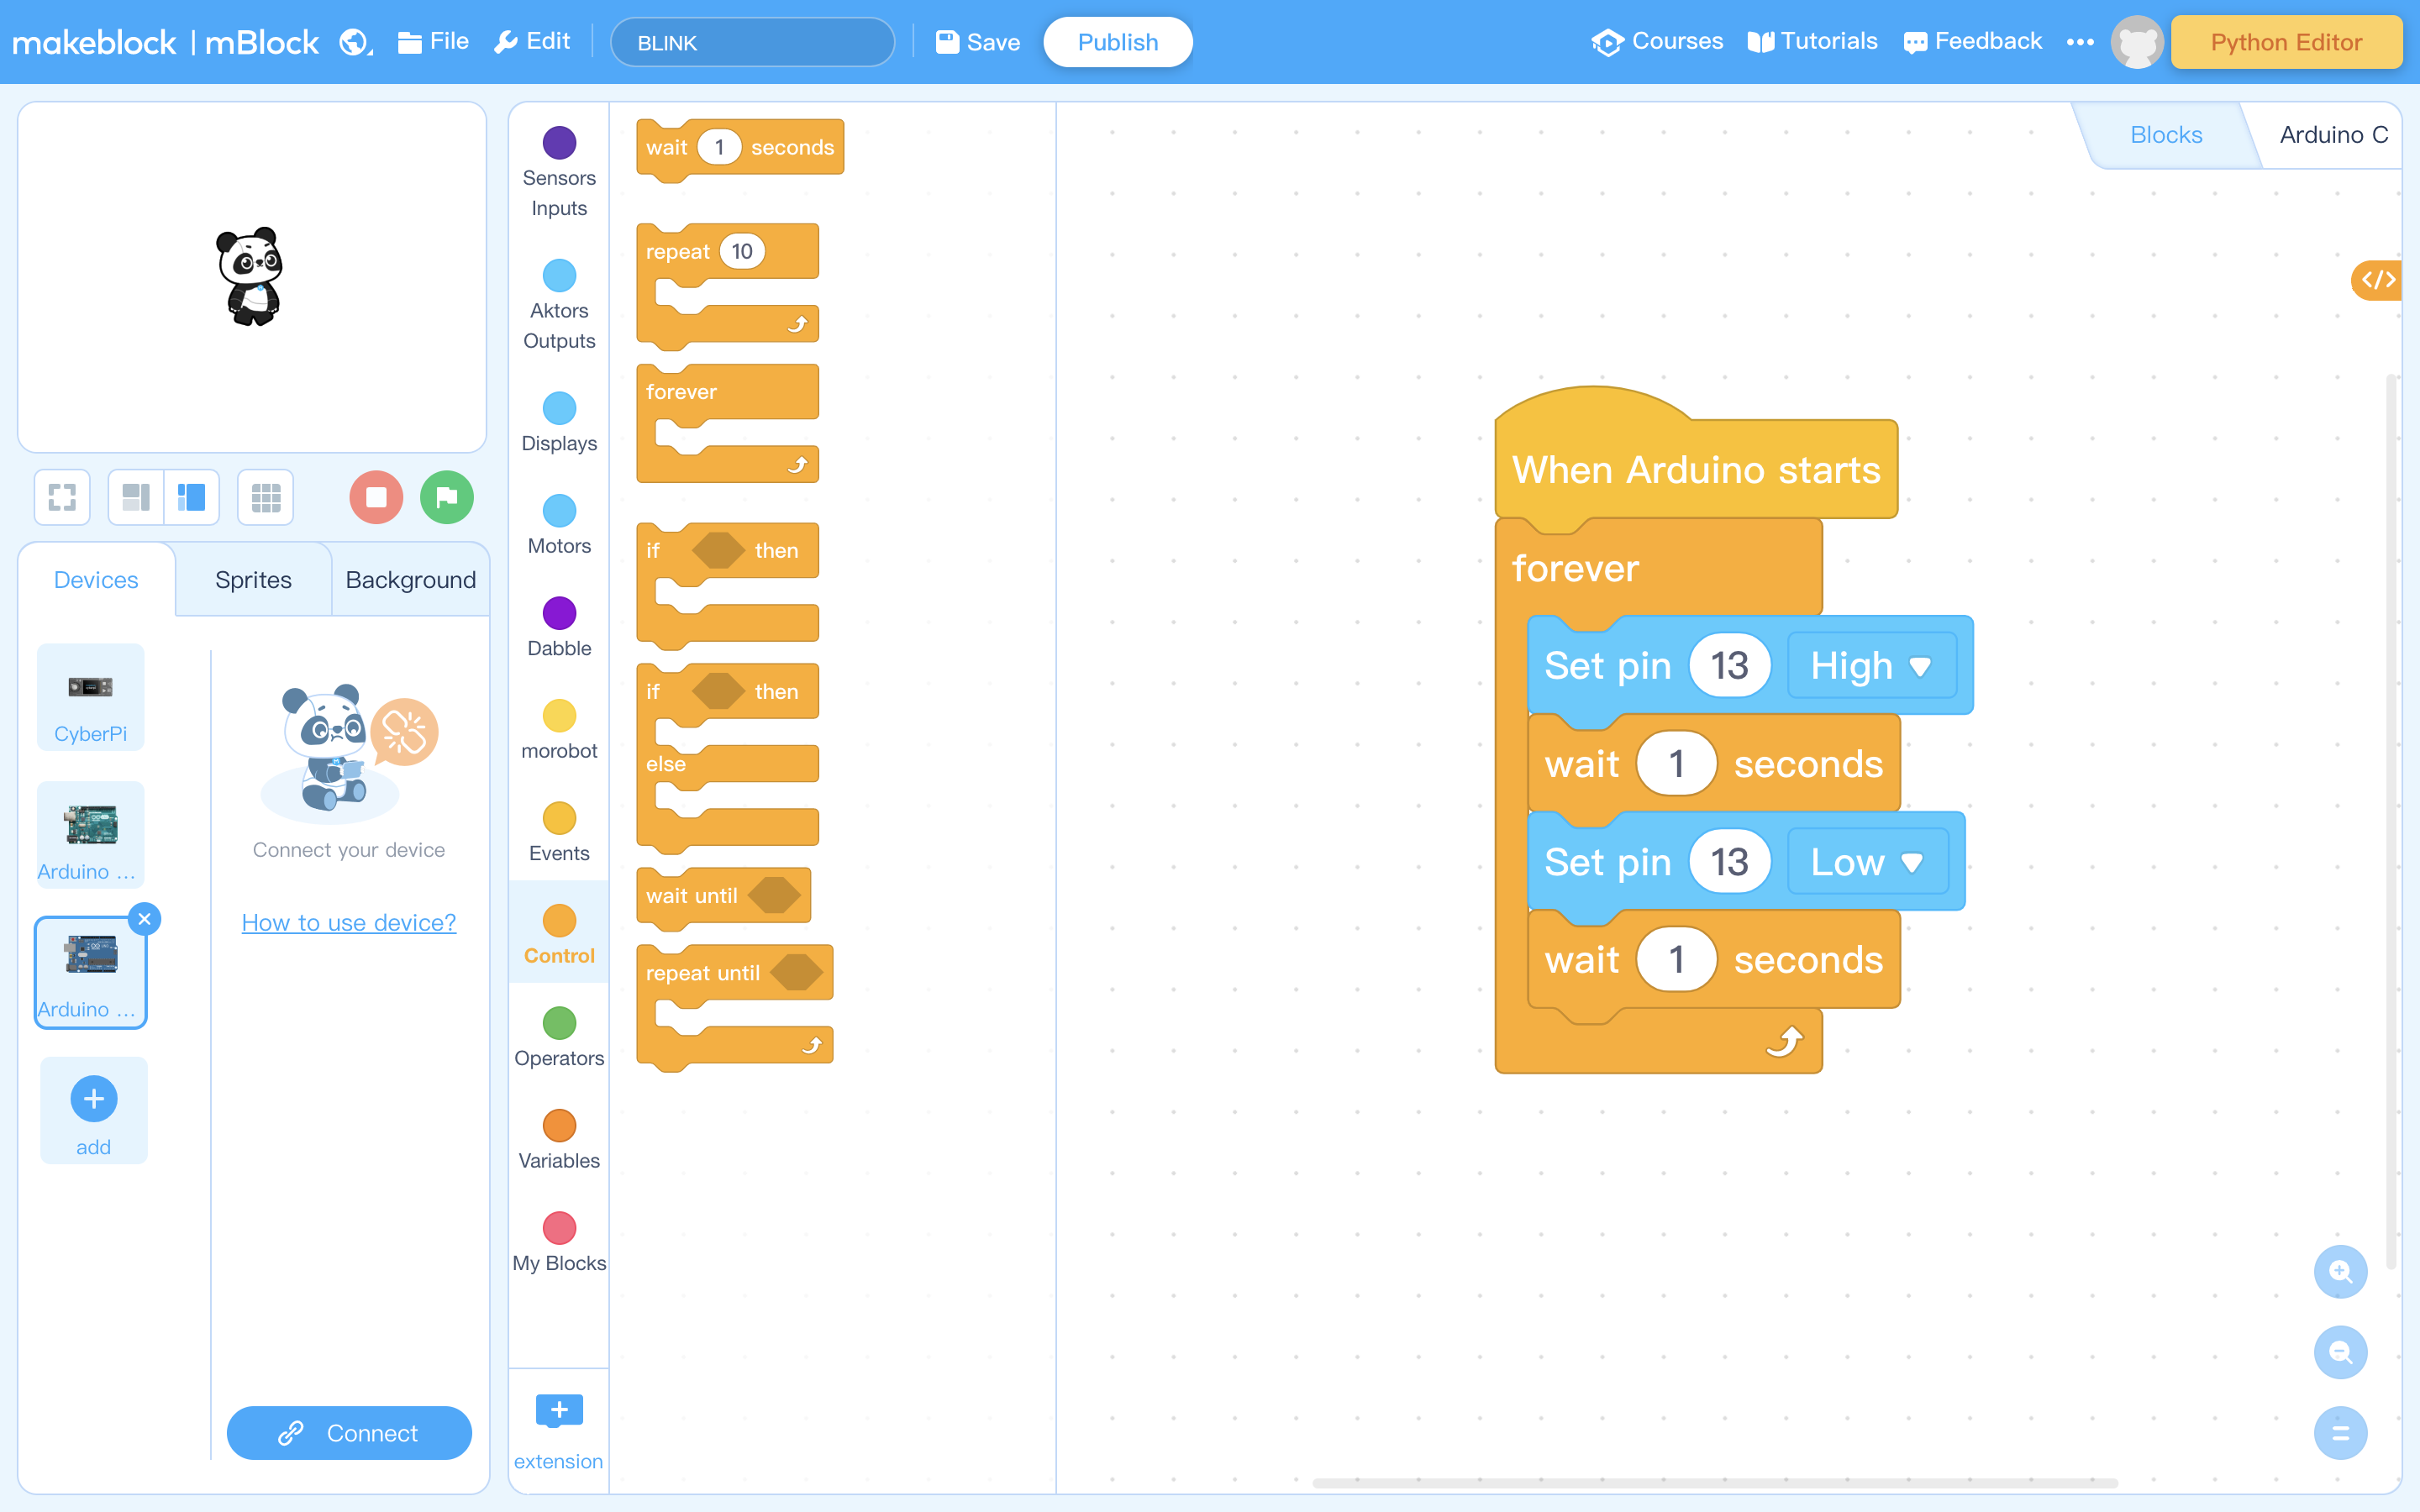 makeblock | mBlock File Edit BLINK Save Publish Courses Tutorials Feedback Python Editor
Devices Sprites Background
CyberPi
Arduino ...
Arduino ...
add
Connect your device
How to use device?
Connect
Sensors
Inputs
Aktors
Outputs
Displays
Motors
Dabble
morobot
Events
Control
Operators
Variables
My Blocks
extension
wait 1 seconds
repeat 10
forever
if then
if then
else
wait until
repeat until
Blocks Arduino C
</>
When Arduino starts
forever
Set pin 13 High
wait 1 seconds
Set pin 13 Low
wait 1 seconds